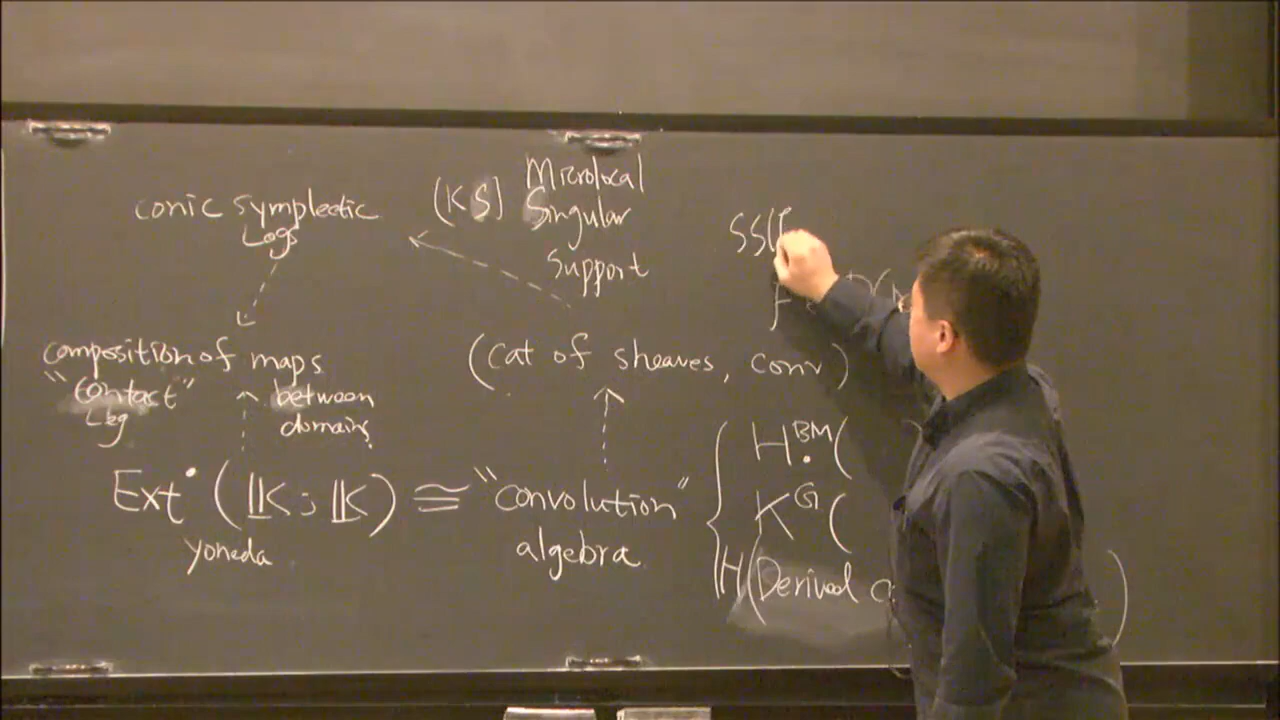 conic symplectic
Logs
(KS) Microlocal
Singular
Support
SS(F
F ∈ D(
composition of maps
"contact"
Leg
between
domains
(cat of sheaves, conv)
Ext• (𝕂; 𝕂) ≅ "convolution"
yoneda
algebra
H•^BM(
K^G(
H(Derived
)